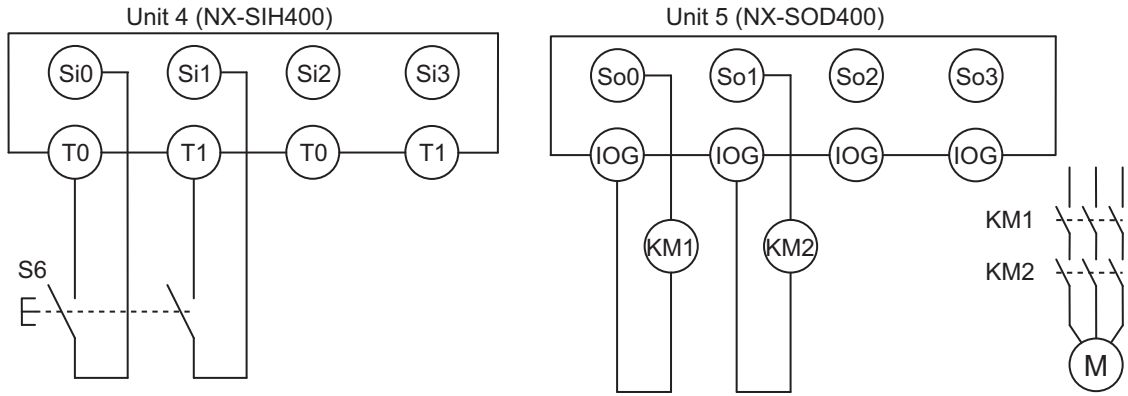 Unit 4 (NX-SIH400)
Unit 5 (NX-SOD400)
Si0 Si1 Si2 Si3
So0 So1 So2 So3
T0 T1 T0 T1
IOG IOG IOG IOG
KM1
KM1 KM2
S6
KM2
M